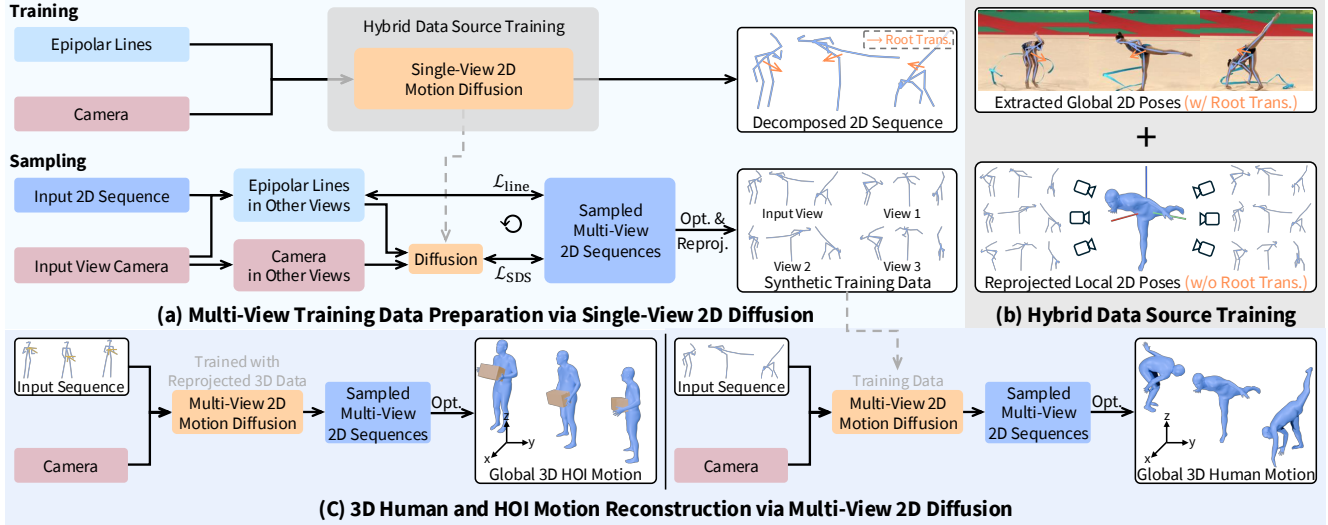 Training
Epipolar Lines
Camera
Hybrid Data Source Training
Single-View 2D
Motion Diffusion
→ Root Trans.
Decomposed 2D Sequence
Sampling
Input 2D Sequence
Input View Camera
Epipolar Lines
in Other Views
Camera
in Other Views
Diffusion
ℒline
ℒSDS
Sampled
Multi-View
2D Sequences
Opt. &
Reproj.
Input View
View 1
View 2
View 3
Synthetic Training Data
(a) Multi-View Training Data Preparation via Single-View 2D Diffusion
Extracted Global 2D Poses (w/ Root Trans.)
+
Reprojected Local 2D Poses (w/o Root Trans.)
(b) Hybrid Data Source Training
Input Sequence
Camera
Trained with
Reprojected 3D Data
Multi-View 2D
Motion Diffusion
Sampled
Multi-View
2D Sequences
Opt.
z
y
x
Global 3D HOI Motion
Input Sequence
Camera
Training Data
Multi-View 2D
Motion Diffusion
Sampled
Multi-View
2D Sequences
Opt.
z
y
x
Global 3D Human Motion
(C) 3D Human and HOI Motion Reconstruction via Multi-View 2D Diffusion